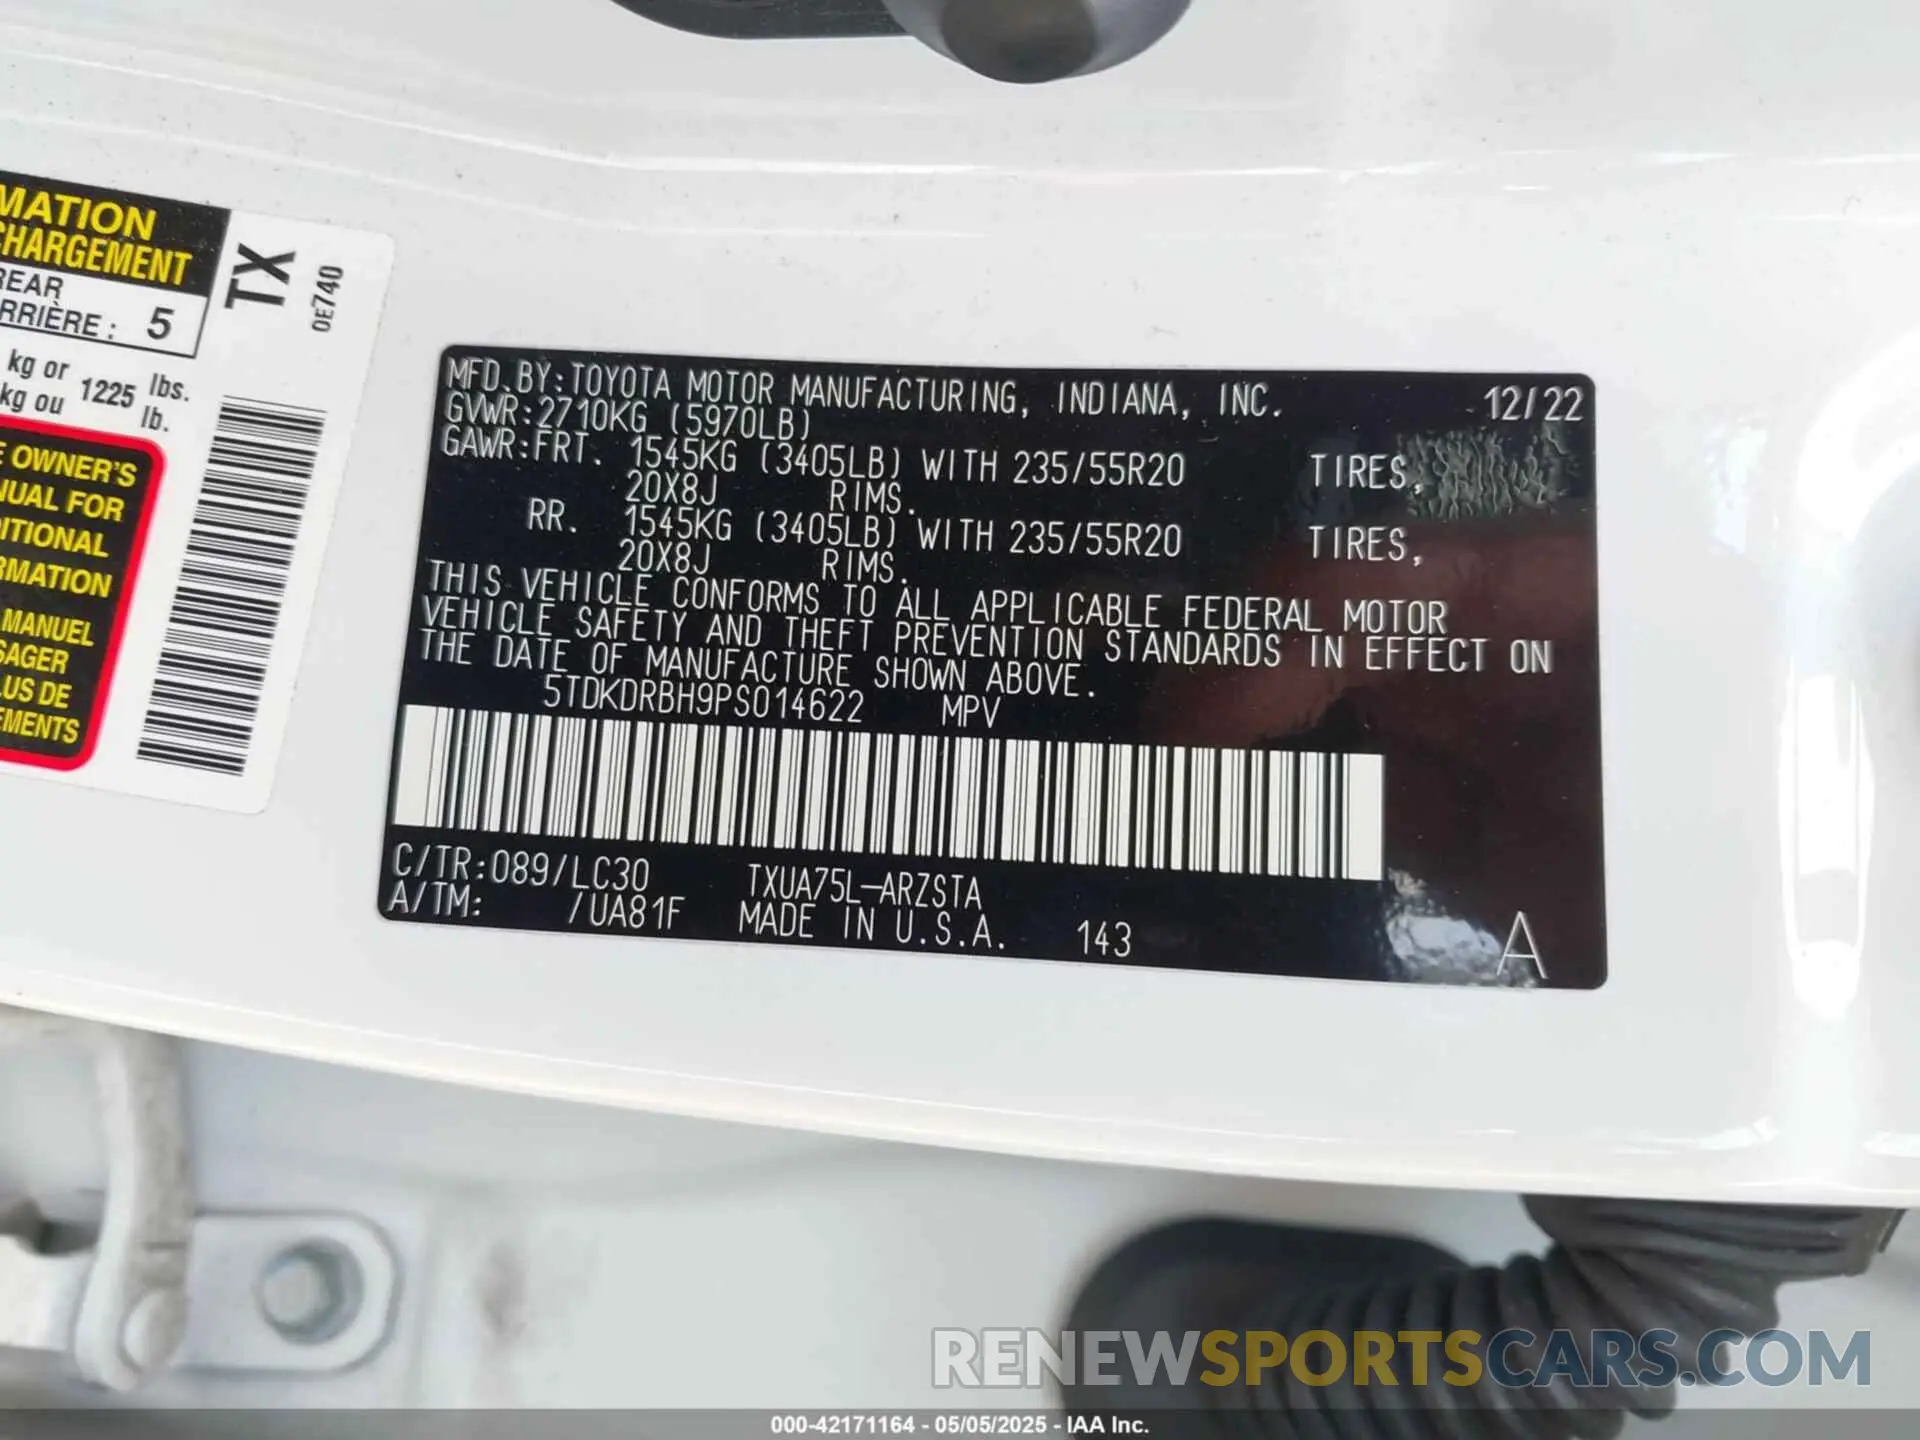 MATION
CHARGEMENT
REAR
RRIÈRE : 5
kg or
kg ou 1225 lbs.
lb.
TX
0E740
E OWNER'S
NUAL FOR
DITIONAL
RMATION
MANUEL
SAGER
LUS DE
EMENTS
MFD.BY:TOYOTA MOTOR MANUFACTURING, INDIANA, INC. 12/22
GVWR:2710KG (5970LB)
GAWR:FRT. 1545KG (3405LB) WITH 235/55R20 TIRES,
20X8J RIMS.
RR. 1545KG (3405LB) WITH 235/55R20 TIRES,
20X8J RIMS.
THIS VEHICLE CONFORMS TO ALL APPLICABLE FEDERAL MOTOR
VEHICLE SAFETY AND THEFT PREVENTION STANDARDS IN EFFECT ON
THE DATE OF MANUFACTURE SHOWN ABOVE.
5TDKDRBH9PS014622 MPV
C/TR:089/LC30 TXUA75L-ARZSTA
A/TM: /UA81F MADE IN U.S.A. 143 A
RENEWSPORTSCARS.COM
000-42171164 - 05/05/2025 - IAA Inc.